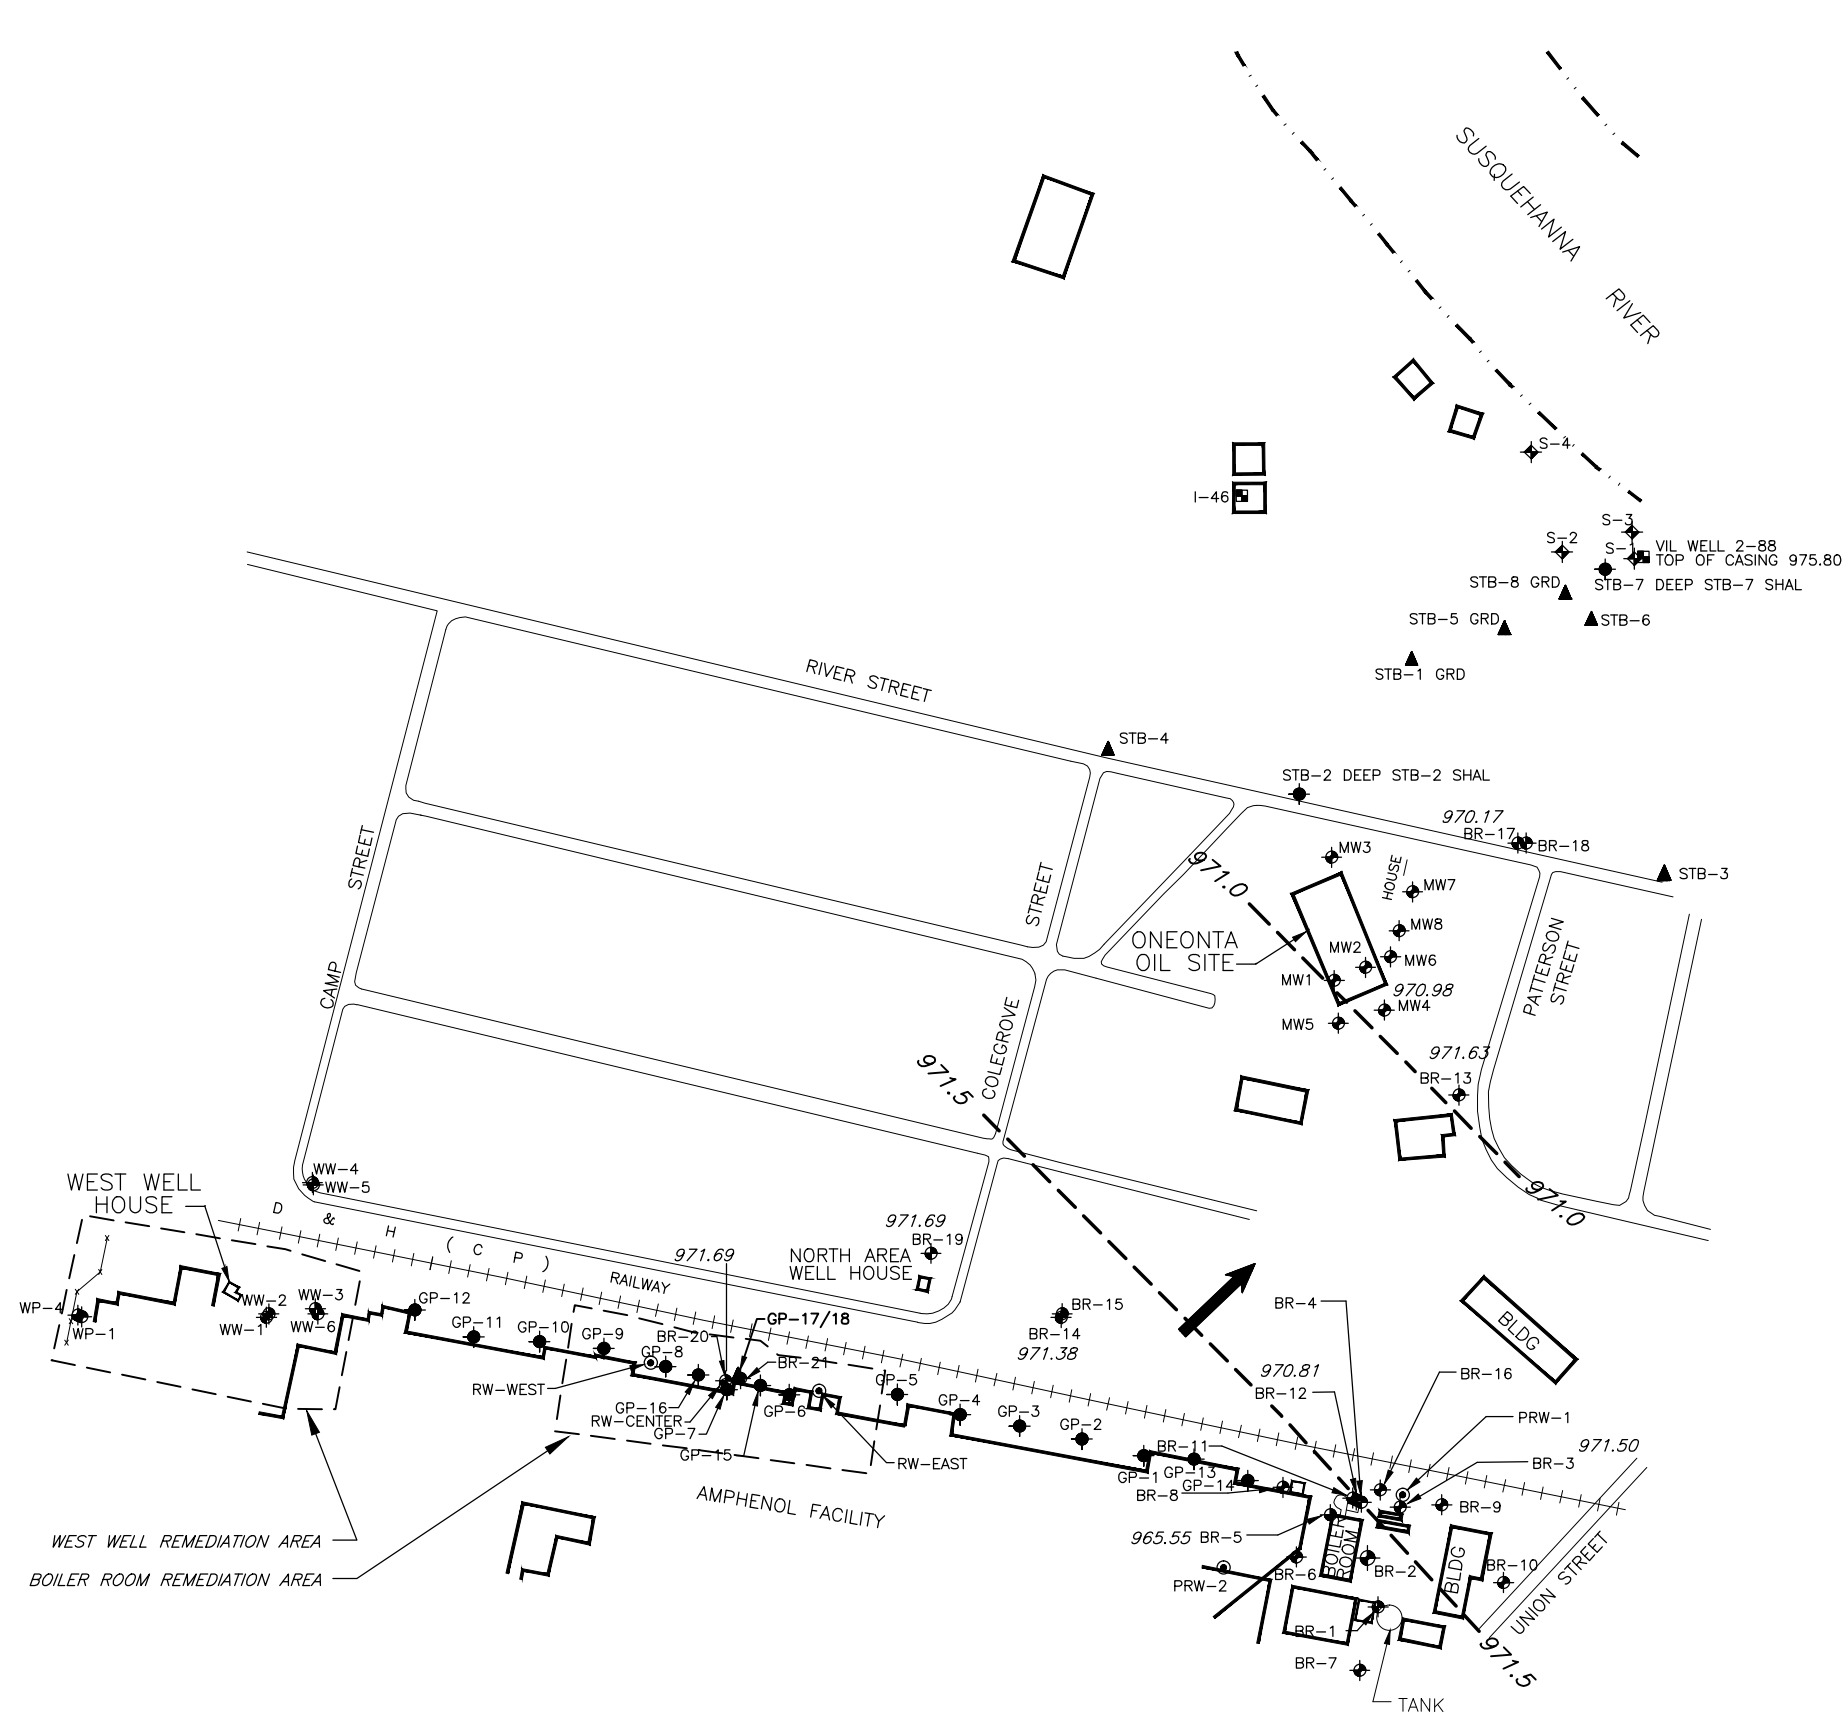 SUSQUEHANNA
RIVER
S-4
I-46
S-3
S-2
S-1
VIL WELL 2-88
TOP OF CASING 975.80
STB-8 GRD
STB-7 DEEP STB-7 SHAL
STB-5 GRD
STB-6
STB-1 GRD
RIVER STREET
STB-4
STB-2 DEEP STB-2 SHAL
970.17
BR-17
BR-18
MW3
HOUSE
971.0
STB-3
MW7
CAMP STREET
COLEGROVE STREET
MW8
ONEONTA
OIL SITE
MW2
MW6
MW1
970.98
MW4
MW5
PATTERSON
STREET
971.63
BR-13
971.5
WW-4
WW-5
WEST WELL
HOUSE
971.0
D & H (CP)
RAILWAY
971.69
BR-19
971.69
NORTH AREA
WELL HOUSE
WP-4
WP-1
WW-2
WW-1
WW-3
WW-6
GP-12
GP-11
GP-10
GP-9
BR-20
GP-17/18
BR-15
BR-14
971.38
BR-4
BLDG
GP-8
BR-21
970.81
BR-12
BR-16
RW-WEST
GP-16
RW-CENTER
GP-7
GP-15
GP-6
GP-5
GP-4
GP-3
GP-2
PRW-1
BR-11
971.50
RW-EAST
GP-1
GP-13
GP-14
BR-8
BR-3
BR-9
AMPHENOL FACILITY
965.55 BR-5
BOILER
ROOM
WEST WELL REMEDIATION AREA
BOILER ROOM REMEDIATION AREA
PRW-2
BR-6
BR-2
BLDG
BR-10
UNION STREET
BR-1
BR-7
971.5
TANK